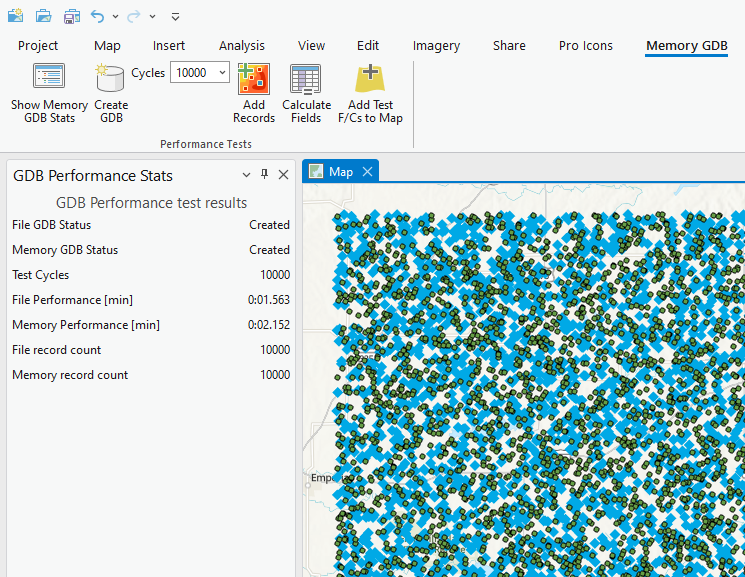 Project Map Insert Analysis View Edit Imagery Share Pro Icons Memory GDB
Show Memory GDB Stats
Create GDB
Cycles 10000
Add Records
Calculate Fields
Add Test F/Cs to Map
Performance Tests
GDB Performance Stats
Map
GDB Performance test results
File GDB Status Created
Memory GDB Status Created
Test Cycles 10000
File Performance [min] 0:01.563
Memory Performance [min] 0:02.152
File record count 10000
Memory record count 10000